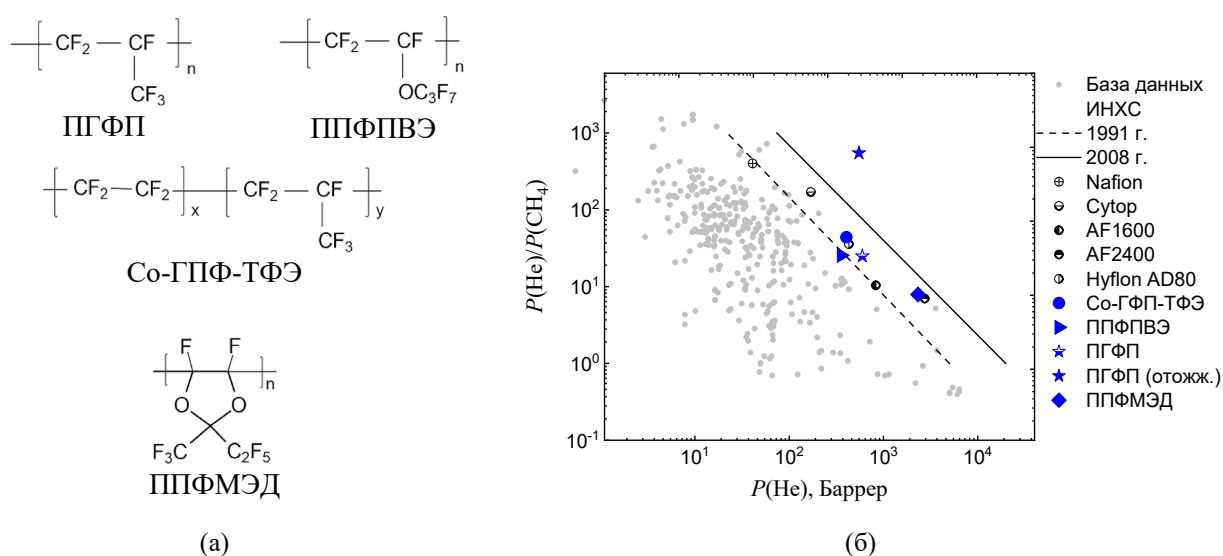 CF₂ CF n
CF₃
ПГФП
CF₂ CF n
OC₃F₇
ППФПВЭ
CF₂ CF₂ x CF₂ CF y
CF₃
Со-ГПФ-ТФЭ
F F
n
O O
F₃C C₂F₅
ППФМЭД
(а)
P(He)/P(CH₄)
10³
10²
10¹
10⁰
10⁻¹
10¹ 10² 10³ 10⁴
P(He), Баррер
База данных
ИНХС
1991 г.
2008 г.
Nafion
Cytop
AF1600
AF2400
Hyflon AD80
Со-ГФП-ТФЭ
ППФПВЭ
ПГФП
ПГФП (отожж.)
ППФМЭД
(б)